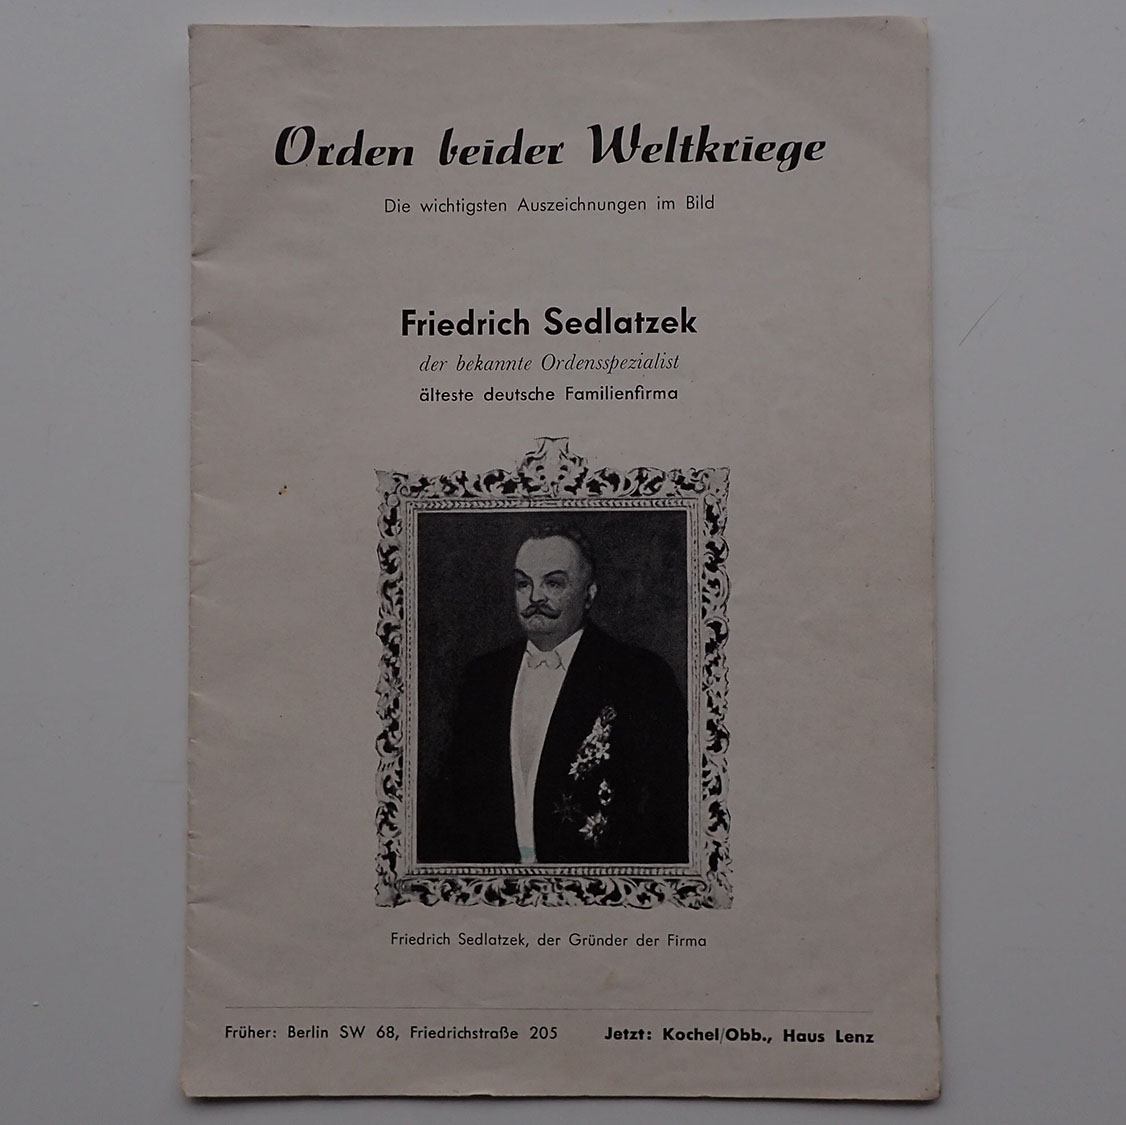 Orden beider Weltkriege
Die wichtigsten Auszeichnungen im Bild
Friedrich Sedlatzek
der bekannte Ordensspezialist
älteste deutsche Familienfirma
Friedrich Sedlatzek, der Gründer der Firma
Früher: Berlin SW 68, Friedrichstraße 205 Jetzt: Kochel/Obb., Haus Lenz